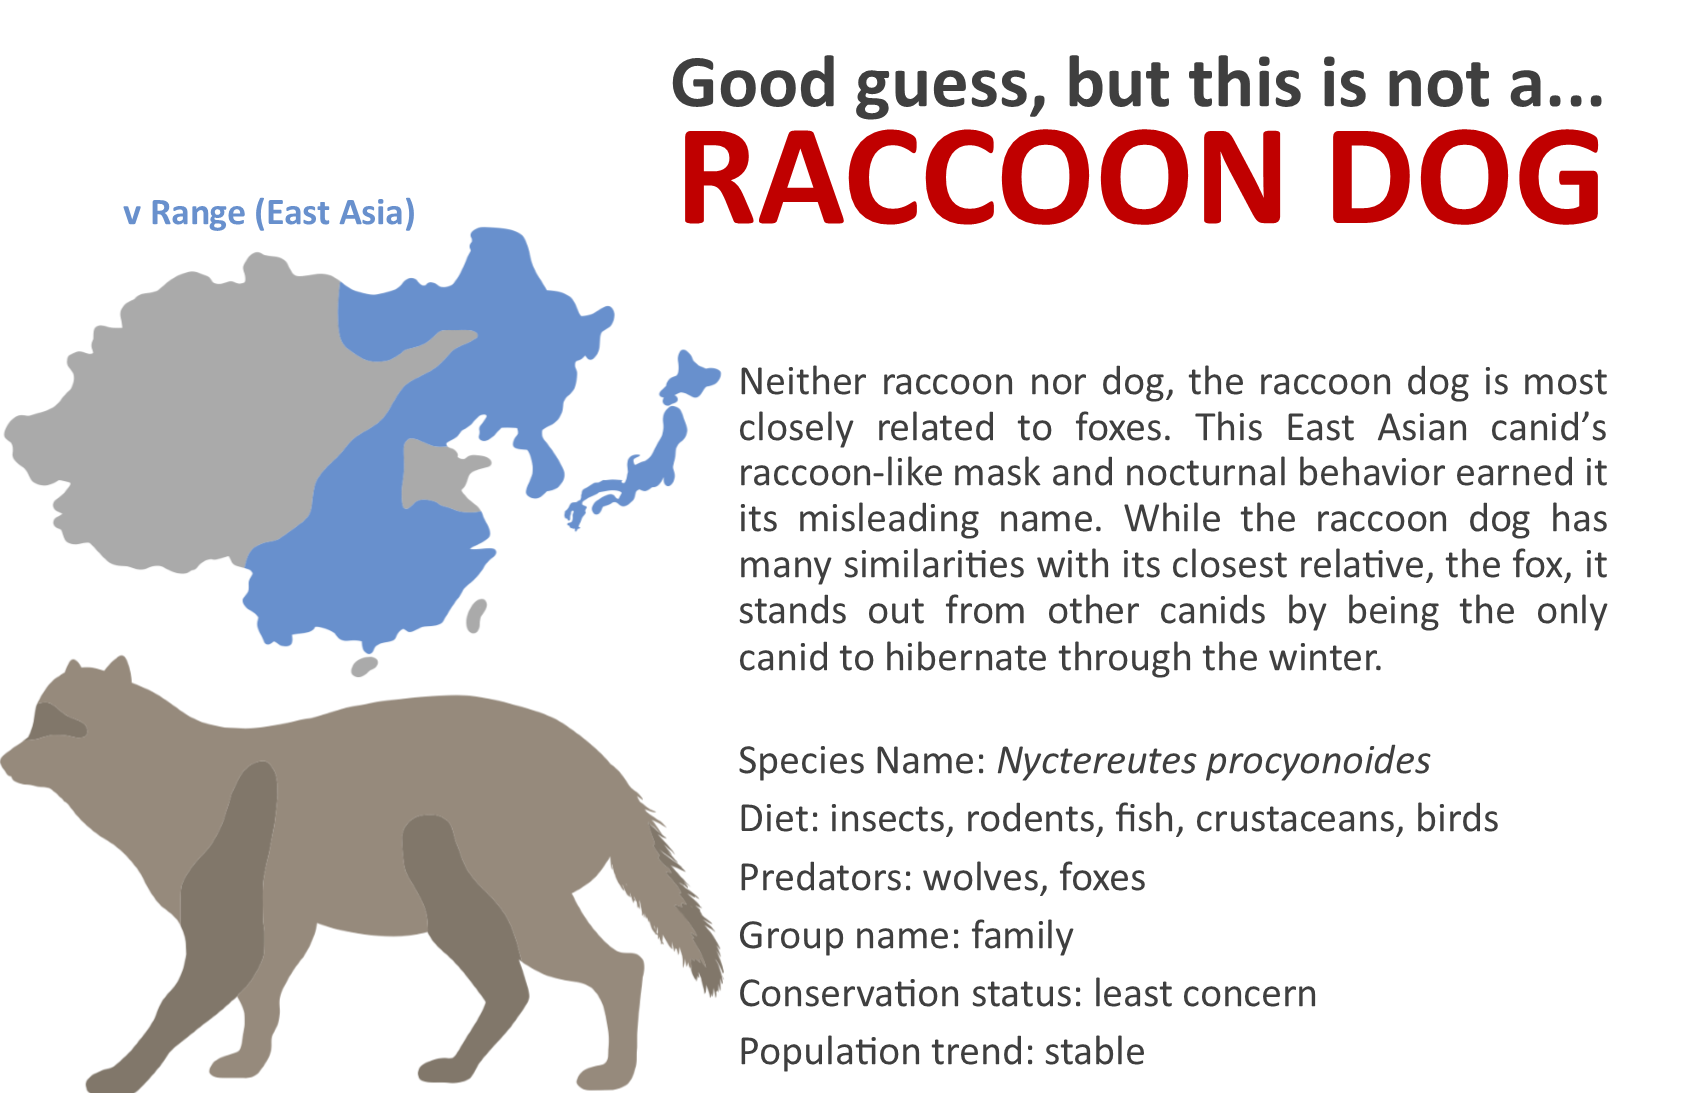 Good guess, but this is not a...
RACCOON DOG
v Range (East Asia)
Neither raccoon nor dog, the raccoon dog is most
closely related to foxes. This East Asian canid’s
raccoon-like mask and nocturnal behavior earned it
its misleading name. While the raccoon dog has
many similarities with its closest relative, the fox, it
stands out from other canids by being the only
canid to hibernate through the winter.
Species Name: Nyctereutes procyonoides
Diet: insects, rodents, fish, crustaceans, birds
Predators: wolves, foxes
Group name: family
Conservation status: least concern
Population trend: stable